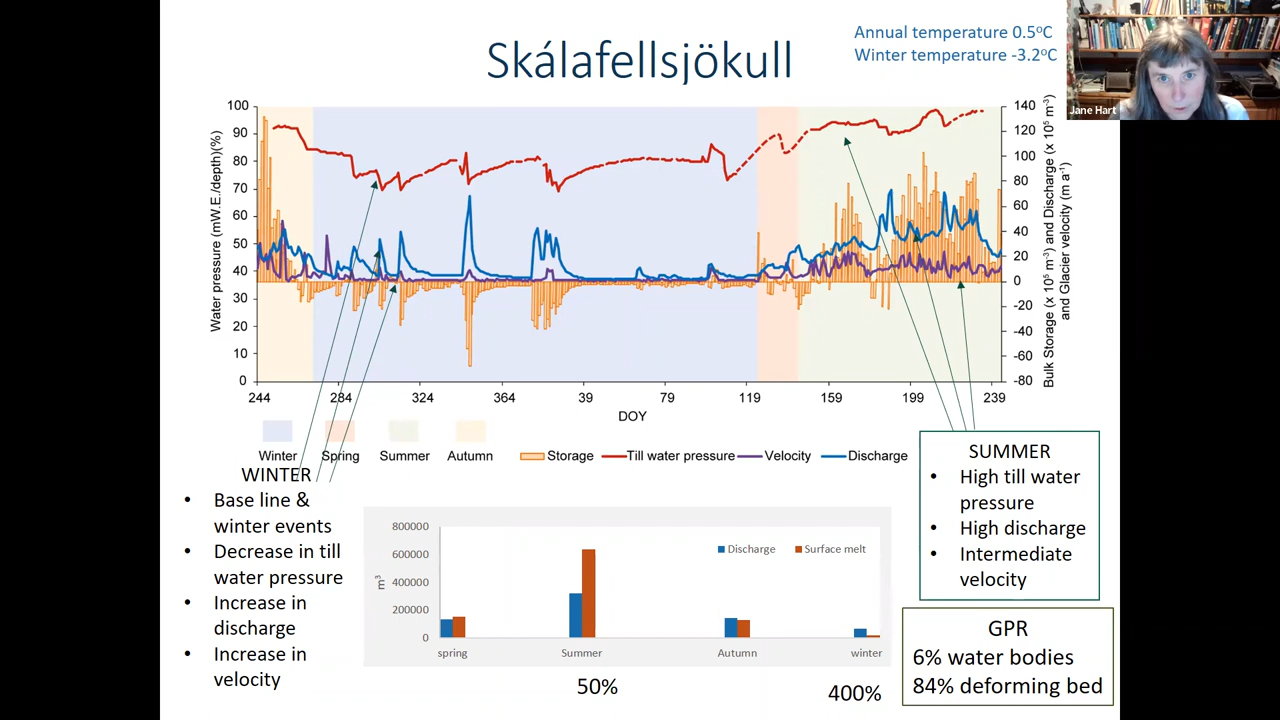 Skálafellsjökull
Annual temperature 0.5°C
Winter temperature -3.2°C
Jane Hart
Water pressure (mW.E./depth)(%)
100
90
80
70
60
50
40
30
20
10
0
140
120
100
80
60
40
20
0
-20
-40
-60
-80
Bulk Storage (x 10⁵ m⁻³) and Discharge (x 10⁵ m⁻³)
and Glacier velocity (m a⁻¹)
244 284 324 364 39 79 119 159 199 239
DOY
Winter Spring Summer Autumn
Storage Till water pressure Velocity Discharge
WINTER
• Base line &
winter events
• Decrease in till
water pressure
• Increase in
discharge
• Increase in
velocity
800000
600000
400000
200000
0
m³
Discharge Surface melt
spring Summer Autumn winter
50% 400%
SUMMER
• High till water
pressure
• High discharge
• Intermediate
velocity
GPR
6% water bodies
84% deforming bed